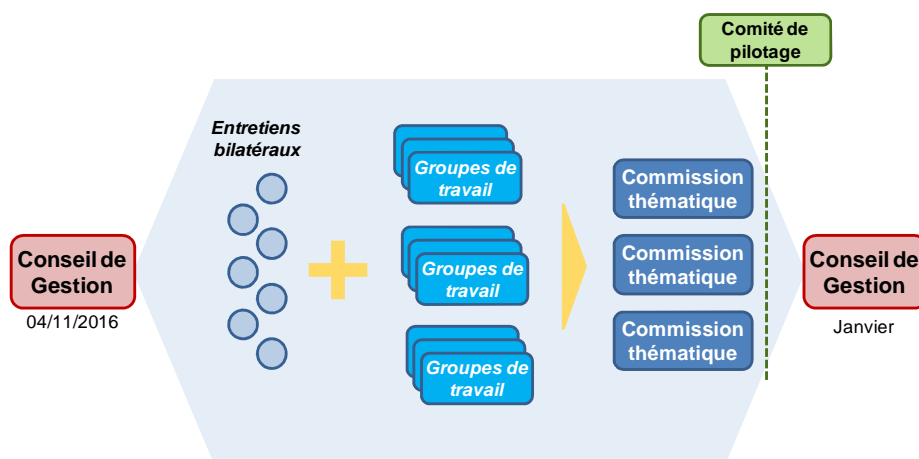 Comité de
pilotage
Entretiens
bilatéraux
Groupes de
travail
Groupes de
travail
Groupes de
travail
Commission
thématique
Commission
thématique
Commission
thématique
Conseil de
Gestion
04/11/2016
Conseil de
Gestion
Janvier